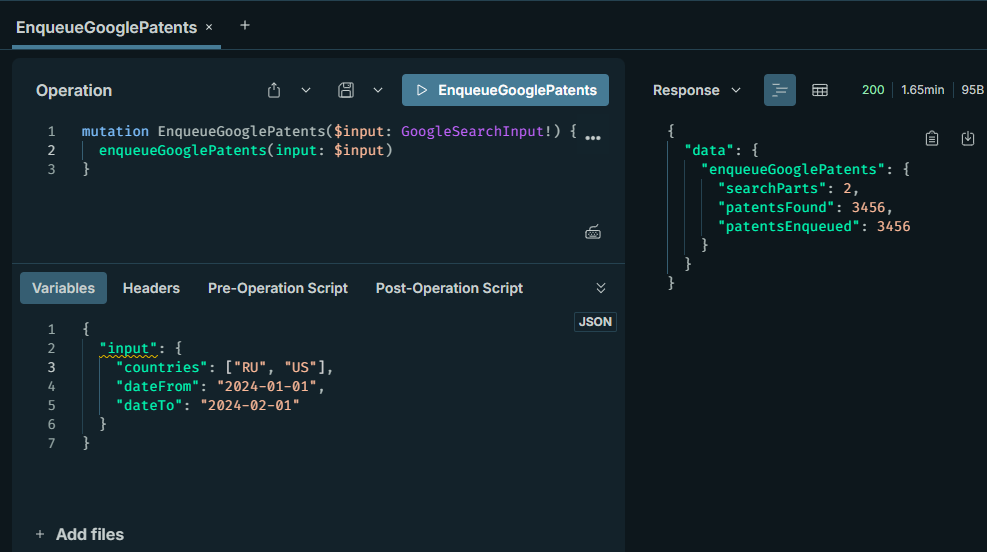 EnqueueGooglePatents × +
Operation
EnqueueGooglePatents
1 mutation EnqueueGooglePatents($input: GoogleSearchInput!) { …
2 enqueueGooglePatents(input: $input)
3 }
Variables Headers Pre-Operation Script Post-Operation Script
JSON
1 {
2 "input": {
3 "countries": ["RU", "US"],
4 "dateFrom": "2024-01-01",
5 "dateTo": "2024-02-01"
6 }
7 }
+ Add files
Response 200 1.65min 95B
{
"data": {
"enqueueGooglePatents": {
"searchParts": 2,
"patentsFound": 3456,
"patentsEnqueued": 3456
}
}
}